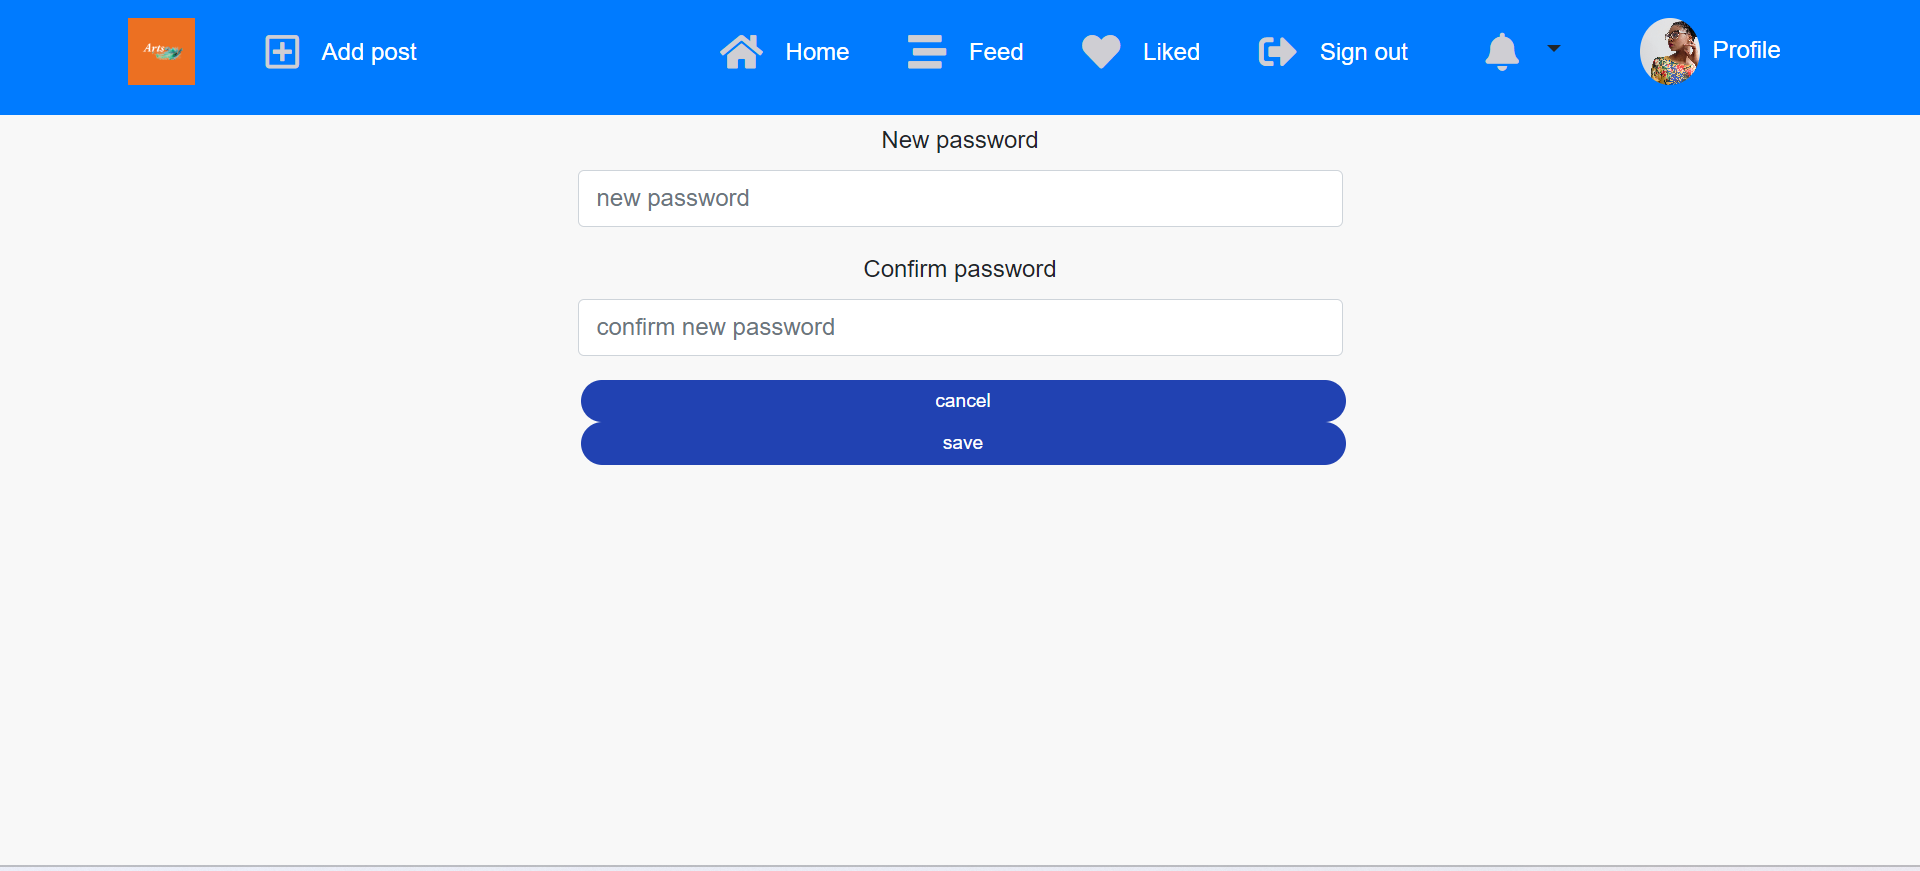 Arts
Add post
Home
Feed
Liked
Sign out
Profile
New password
new password
Confirm password
confirm new password
cancel
save